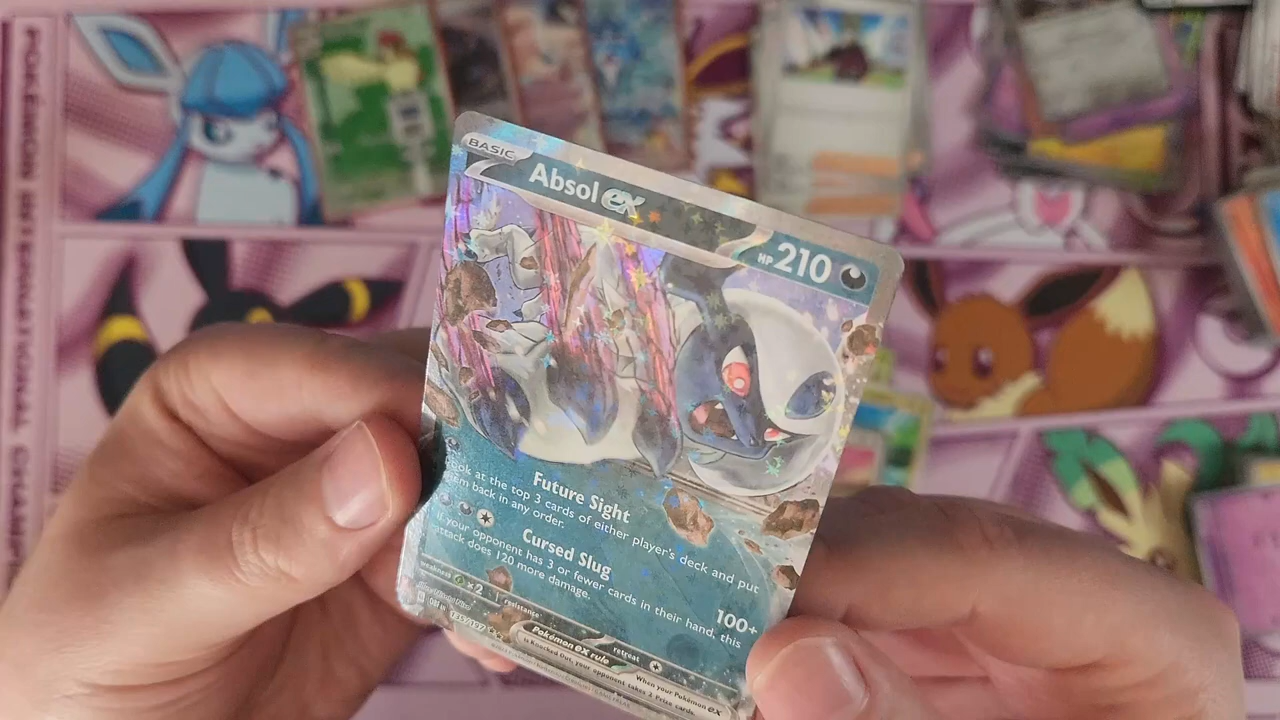 BASIC
Absol ex
HP 210
Future Sight
Look at the top 3 cards of either player's deck and put
them back in any order.
Cursed Slug
100+
If your opponent has 3 or fewer cards in their hand, this
attack does 120 more damage.
weakness ×2
resistance
retreat
135/197
Pokémon ex rule
When your Pokémon ex
is Knocked Out, your opponent takes 2 Prize cards.